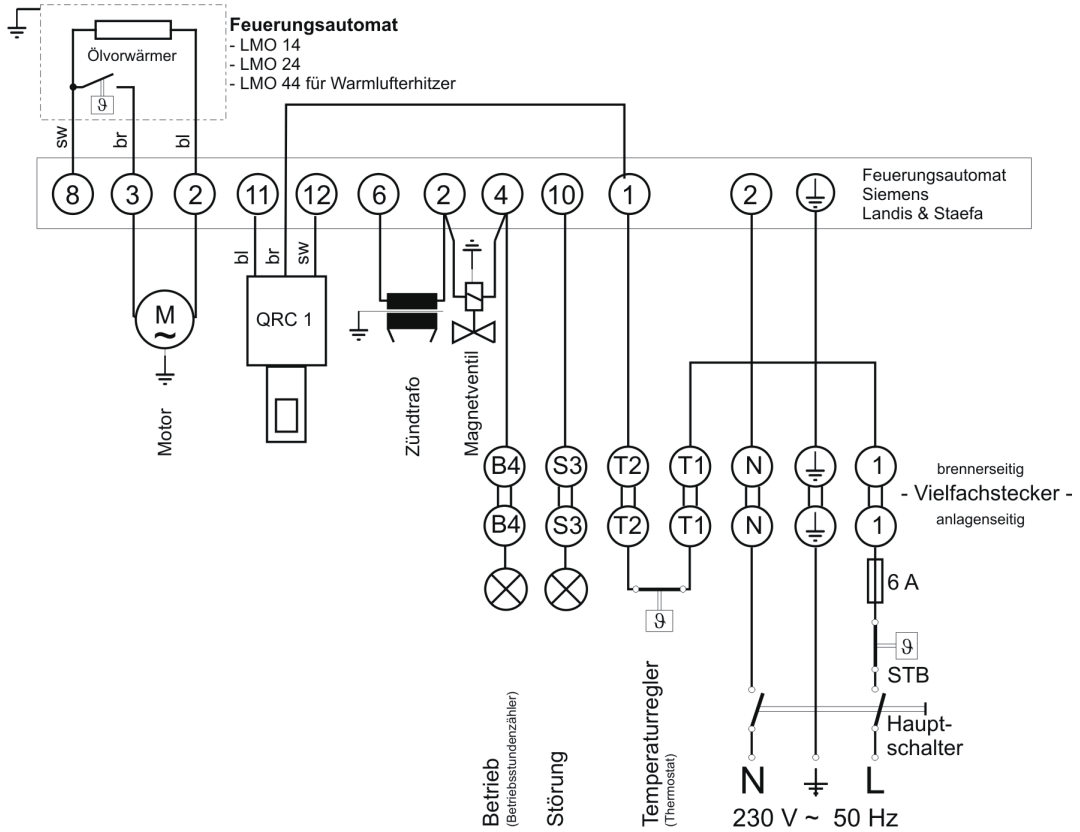 Feuerungsautomat
- LMO 14
- LMO 24
- LMO 44 für Warmlufterhitzer
Ölvorwärmer
ϑ
sw
br
bl
8
3
2
11
12
6
2
4
10
1
2
Feuerungsautomat
Siemens
Landis & Staefa
bl
br
sw
M
~
QRC 1
Motor
Zündtrafo
Magnetventil
B4
S3
T2
T1
N
1
brennerseitig
- Vielfachstecker -
anlagenseitig
B4
S3
T2
T1
N
1
6 A
ϑ
ϑ
STB
Haupt-
schalter
Betrieb
(Betriebsstundenzähler)
Störung
Temperaturregler
(Thermostat)
N
L
230 V ~ 50 Hz